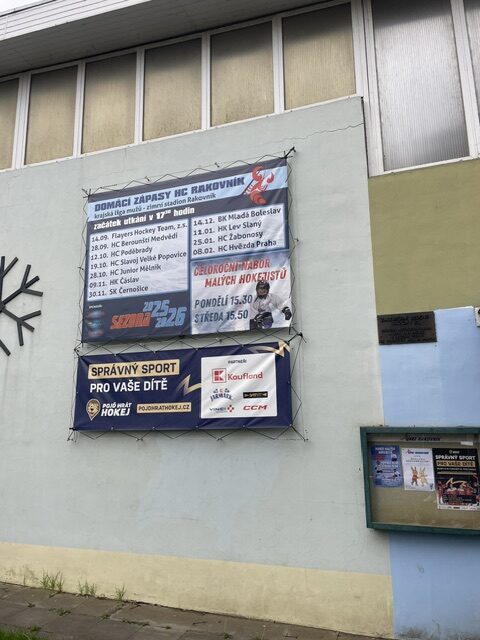 DOMÁCÍ ZÁPASY HC RAKOVNÍK
krajská liga mužů - zimní stadion Rakovník
začátek utkání v 17³⁰ hodin
14.09. Flayers Hockey Team, z.s.
28.09. HC Berounští Medvědi
12.10. HC Poděbrady
19.10. HC Slavoj Velké Popovice
26.10. HC Junior Mělník
09.11. HK Čáslav
30.11. SK Černošice
14.12. BK Mladá Boleslav
11.01. HK Lev Slaný
25.01. HC Žabonosy
08.02. HC Hvězda Praha
CELOROČNÍ NÁBOR
MALÝCH HOKEJISTŮ
PONDĚLÍ 15.30
STŘEDA 15.50
SEZONA 2025
2026
SPRÁVNÝ SPORT
PRO VAŠE DÍTĚ
POJĎ HRÁT
HOKEJ
POJDHRATHOKEJ.CZ
PARTNEŘI
Kaufland
CCM
SPRÁVNÝ SPORT
PRO VAŠE DÍTĚ